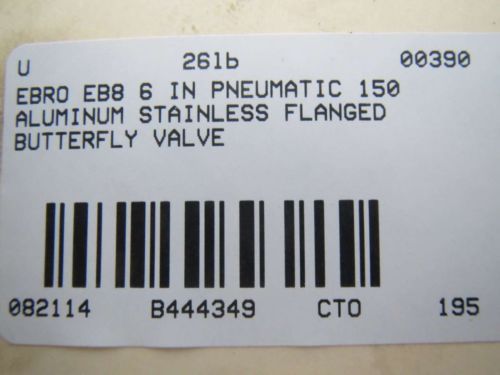 U 261b 00390
EBRO EB8 6 IN PNEUMATIC 150
ALUMINUM STAINLESS FLANGED
BUTTERFLY VALVE
082114 B444349 CTO 195